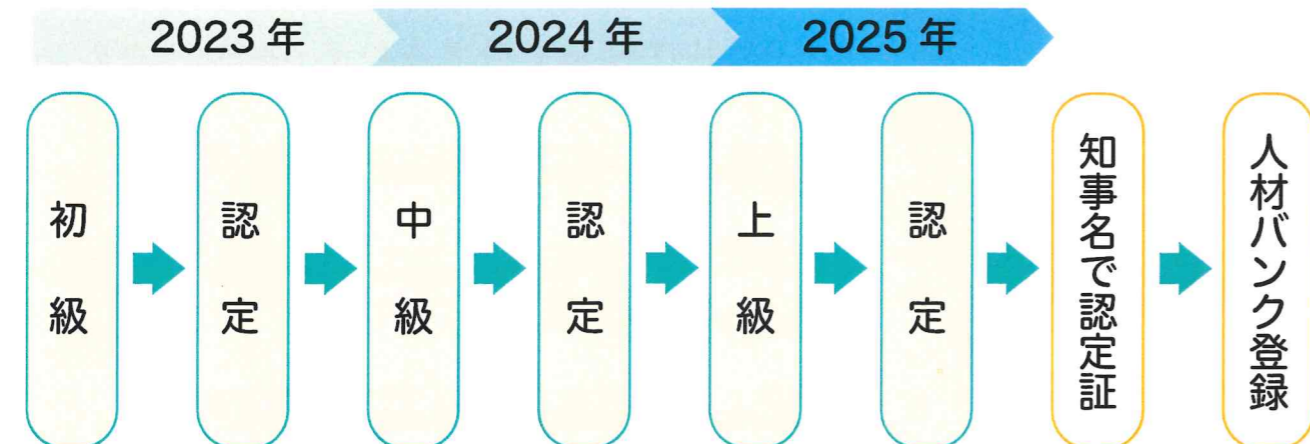 2023年
2024年
2025年
初級
認定
中級
認定
上級
認定
知事名で認定証
人材バンク登録